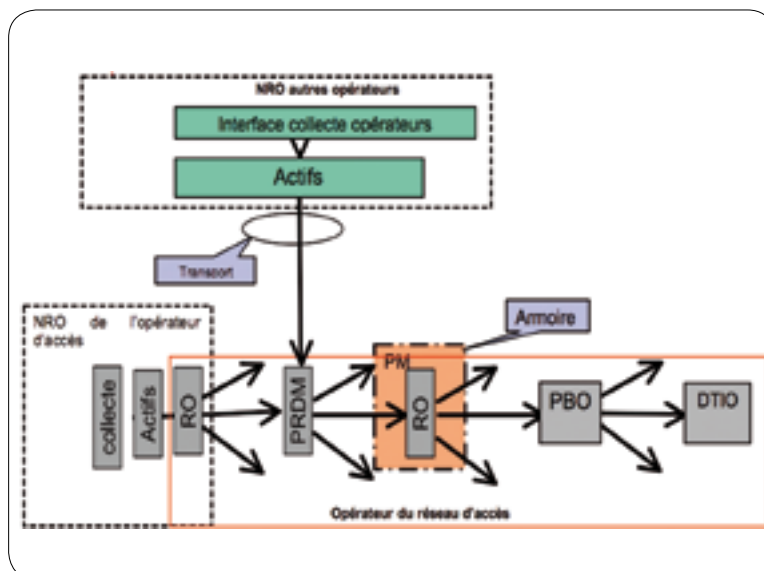 NRO autres opérateurs
Interface collecte opérateurs
Actifs
Transport
NRO de l'opérateur
d'accès
Armoire
collecte
Actifs
RO
PRDM
PM
RO
PBO
DTIO
Opérateur du réseau d'accès